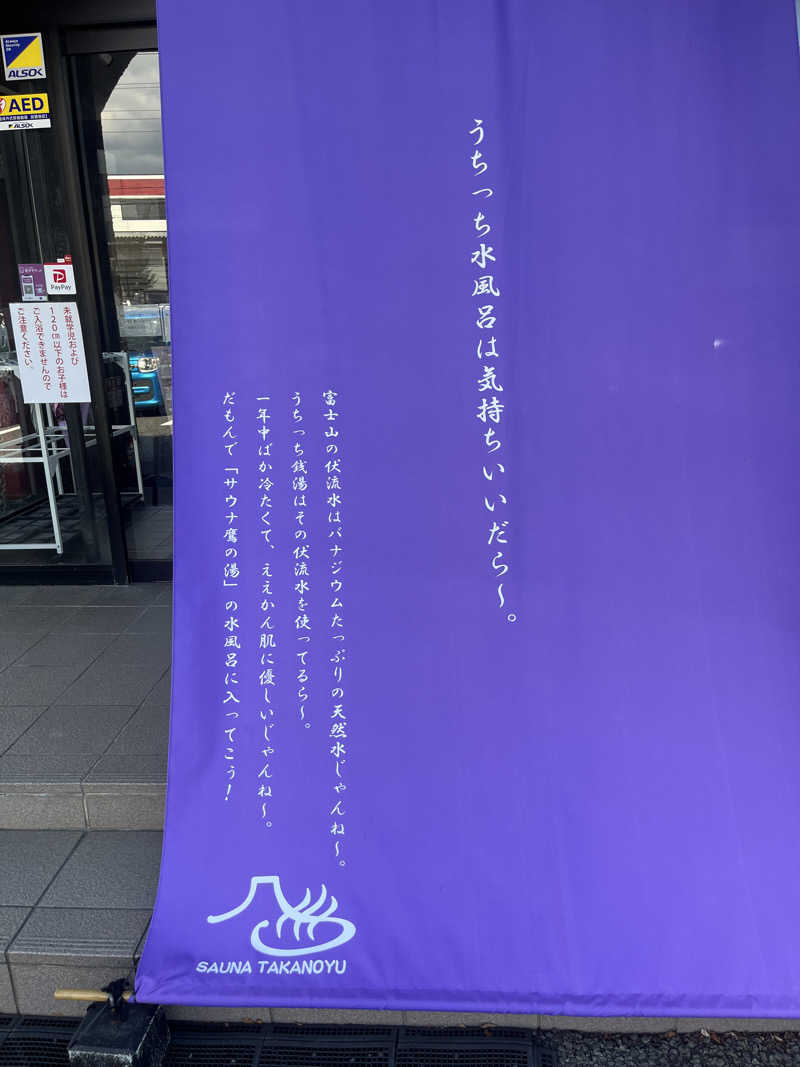 うちっち水風呂は気持ちいいだら〜。
富士山の伏流水はバナジウムたっぷりの天然水じゃんね〜。
うちっち銭湯はその伏流水を使ってるら〜。
一年中ばか冷たくて、ええかん肌に優しいじゃんね〜。
だもんで「サウナ鷹の湯」の水風呂に入ってこぅ！
SAUNA TAKANOYU
ALSOK
AED
ALSOK
PayPay
未就学児および
120cm以下のお子様は
ご入浴できませんので
ご注意ください。